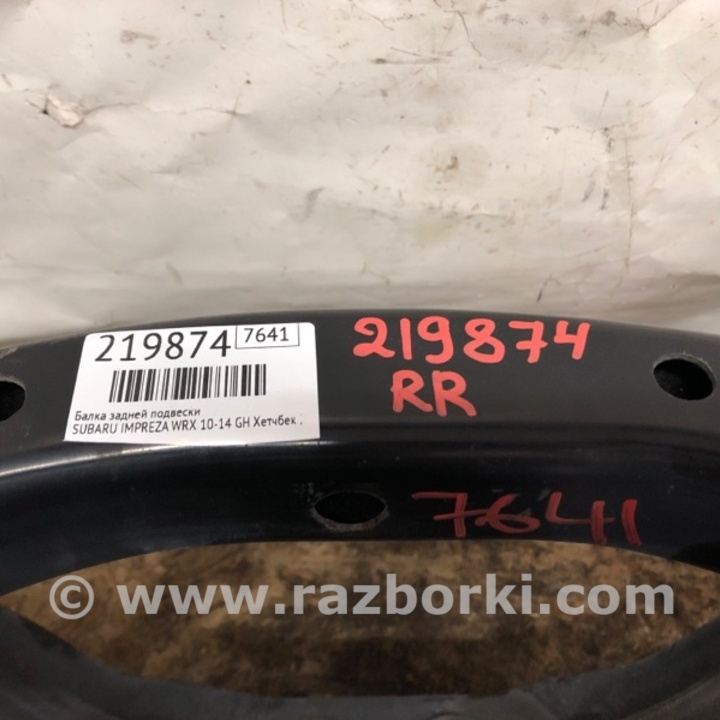 219874 7641
Балка задней подвески
SUBARU IMPREZA WRX 10-14 GH Хетчбек .
219874
RR
7641
© www.razborki.com